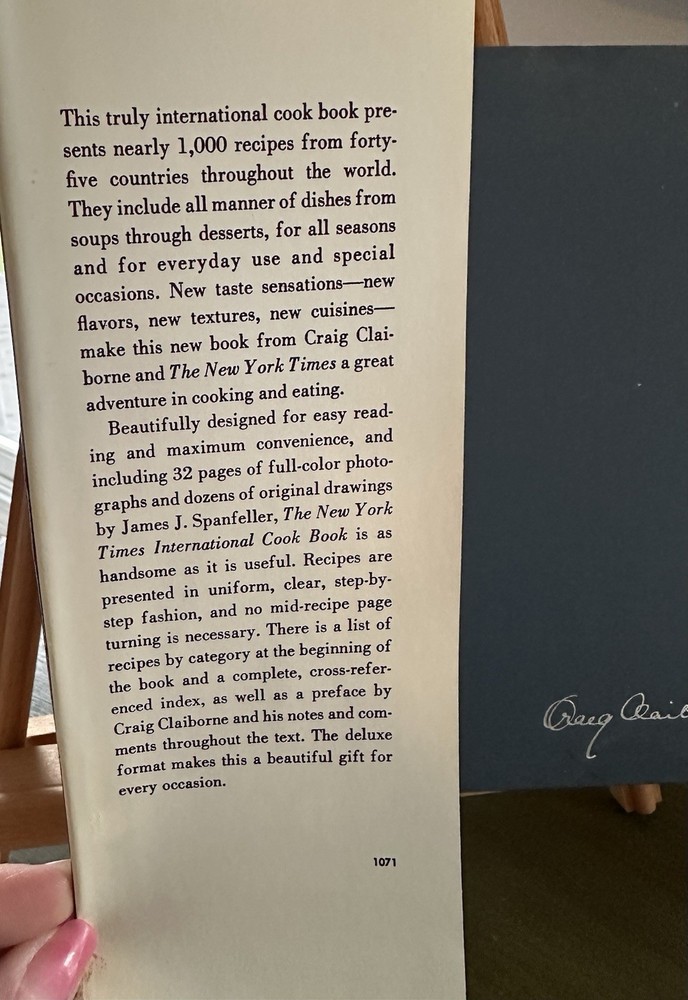 This truly international cook book pre-
sents nearly 1,000 recipes from forty-
five countries throughout the world.
They include all manner of dishes from
soups through desserts, for all seasons
and for everyday use and special
occasions. New taste sensations—new
flavors, new textures, new cuisines—
make this new book from Craig Clai-
borne and The New York Times a great
adventure in cooking and eating.
Beautifully designed for easy read-
ing and maximum convenience, and
including 32 pages of full-color photo-
graphs and dozens of original drawings
by James J. Spanfeller, The New York
Times International Cook Book is as
handsome as it is useful. Recipes are
presented in uniform, clear, step-by-
step fashion, and no mid-recipe page
turning is necessary. There is a list of
recipes by category at the beginning of
the book and a complete, cross-refer-
enced index, as well as a preface by
Craig Claiborne and his notes and com-
ments throughout the text. The deluxe
format makes this a beautiful gift for
every occasion.
1071
Craig Claib